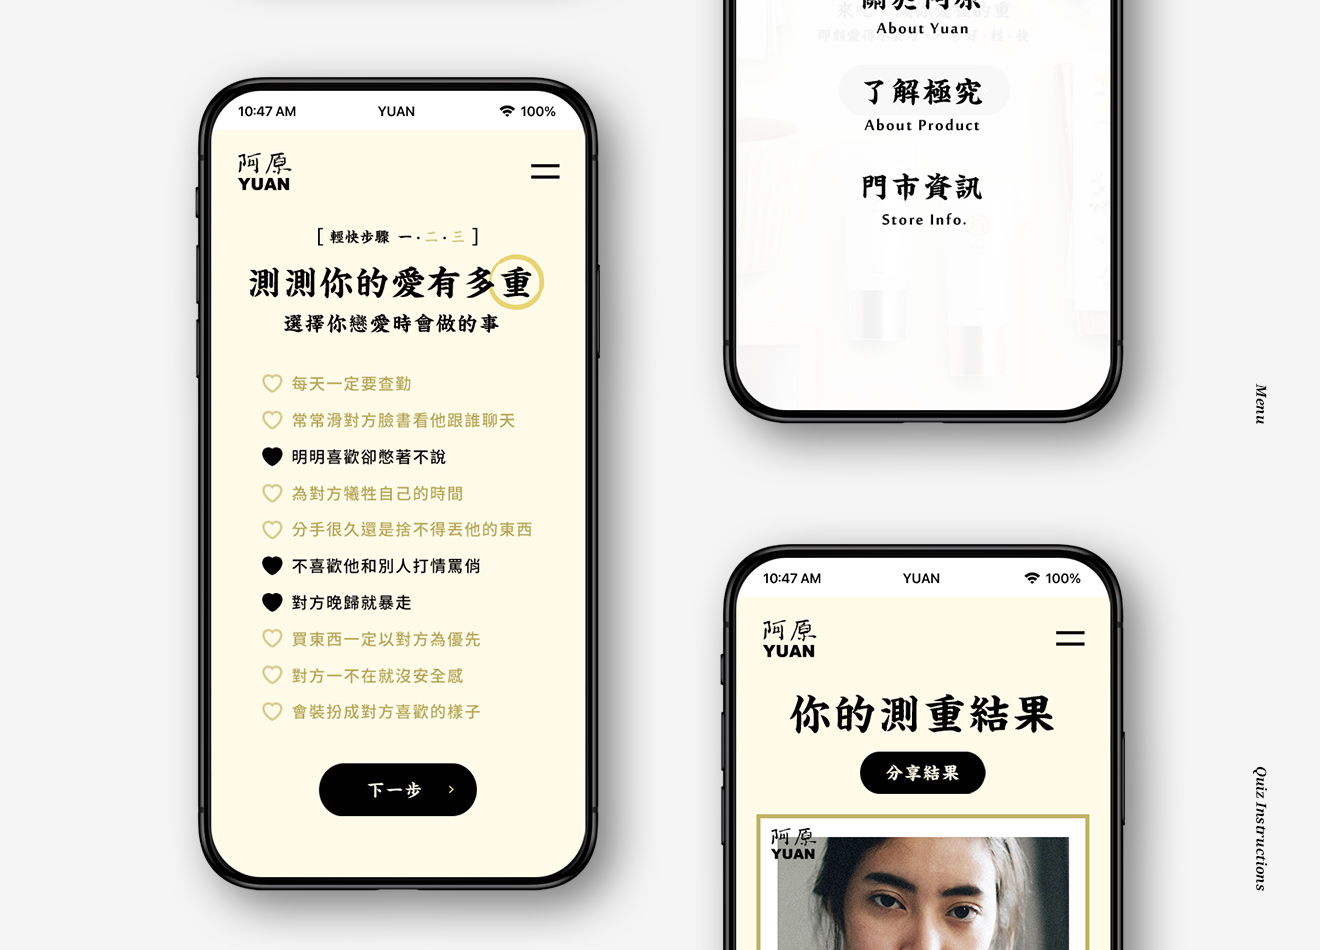 10:47 AM
YUAN
100%
阿原
YUAN
[ 輕快步驟 一·二·三 ]
測測你的愛有多重
選擇你戀愛時會做的事
每天一定要查勤
常常滑對方臉書看他跟誰聊天
明明喜歡卻憋著不說
為對方犧牲自己的時間
分手很久還是捨不得丟他的東西
不喜歡他和別人打情罵俏
對方晚歸就暴走
買東西一定以對方為優先
對方一不在就沒安全感
會裝扮成對方喜歡的樣子
下一步 ›
關於阿原
About Yuan
了解極究
About Product
門市資訊
Store Info.
10:47 AM
YUAN
100%
阿原
YUAN
你的測重結果
分享結果
阿原
YUAN
Menu
Quiz Instructions